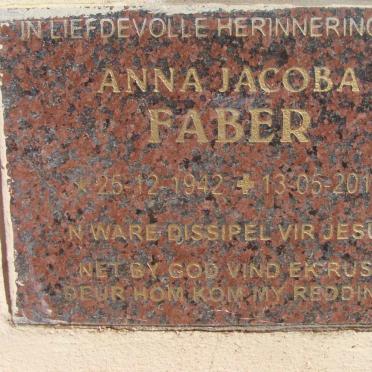 IN LIEFDEVOLLE HERINNERING
ANNA JACOBA
FABER
* 25-12-1942 ✝ 13-05-201
'N WARE DISSIPEL VIR JESU
NET BY GOD VIND EK RUS
DEUR HOM KOM MY REDDIN